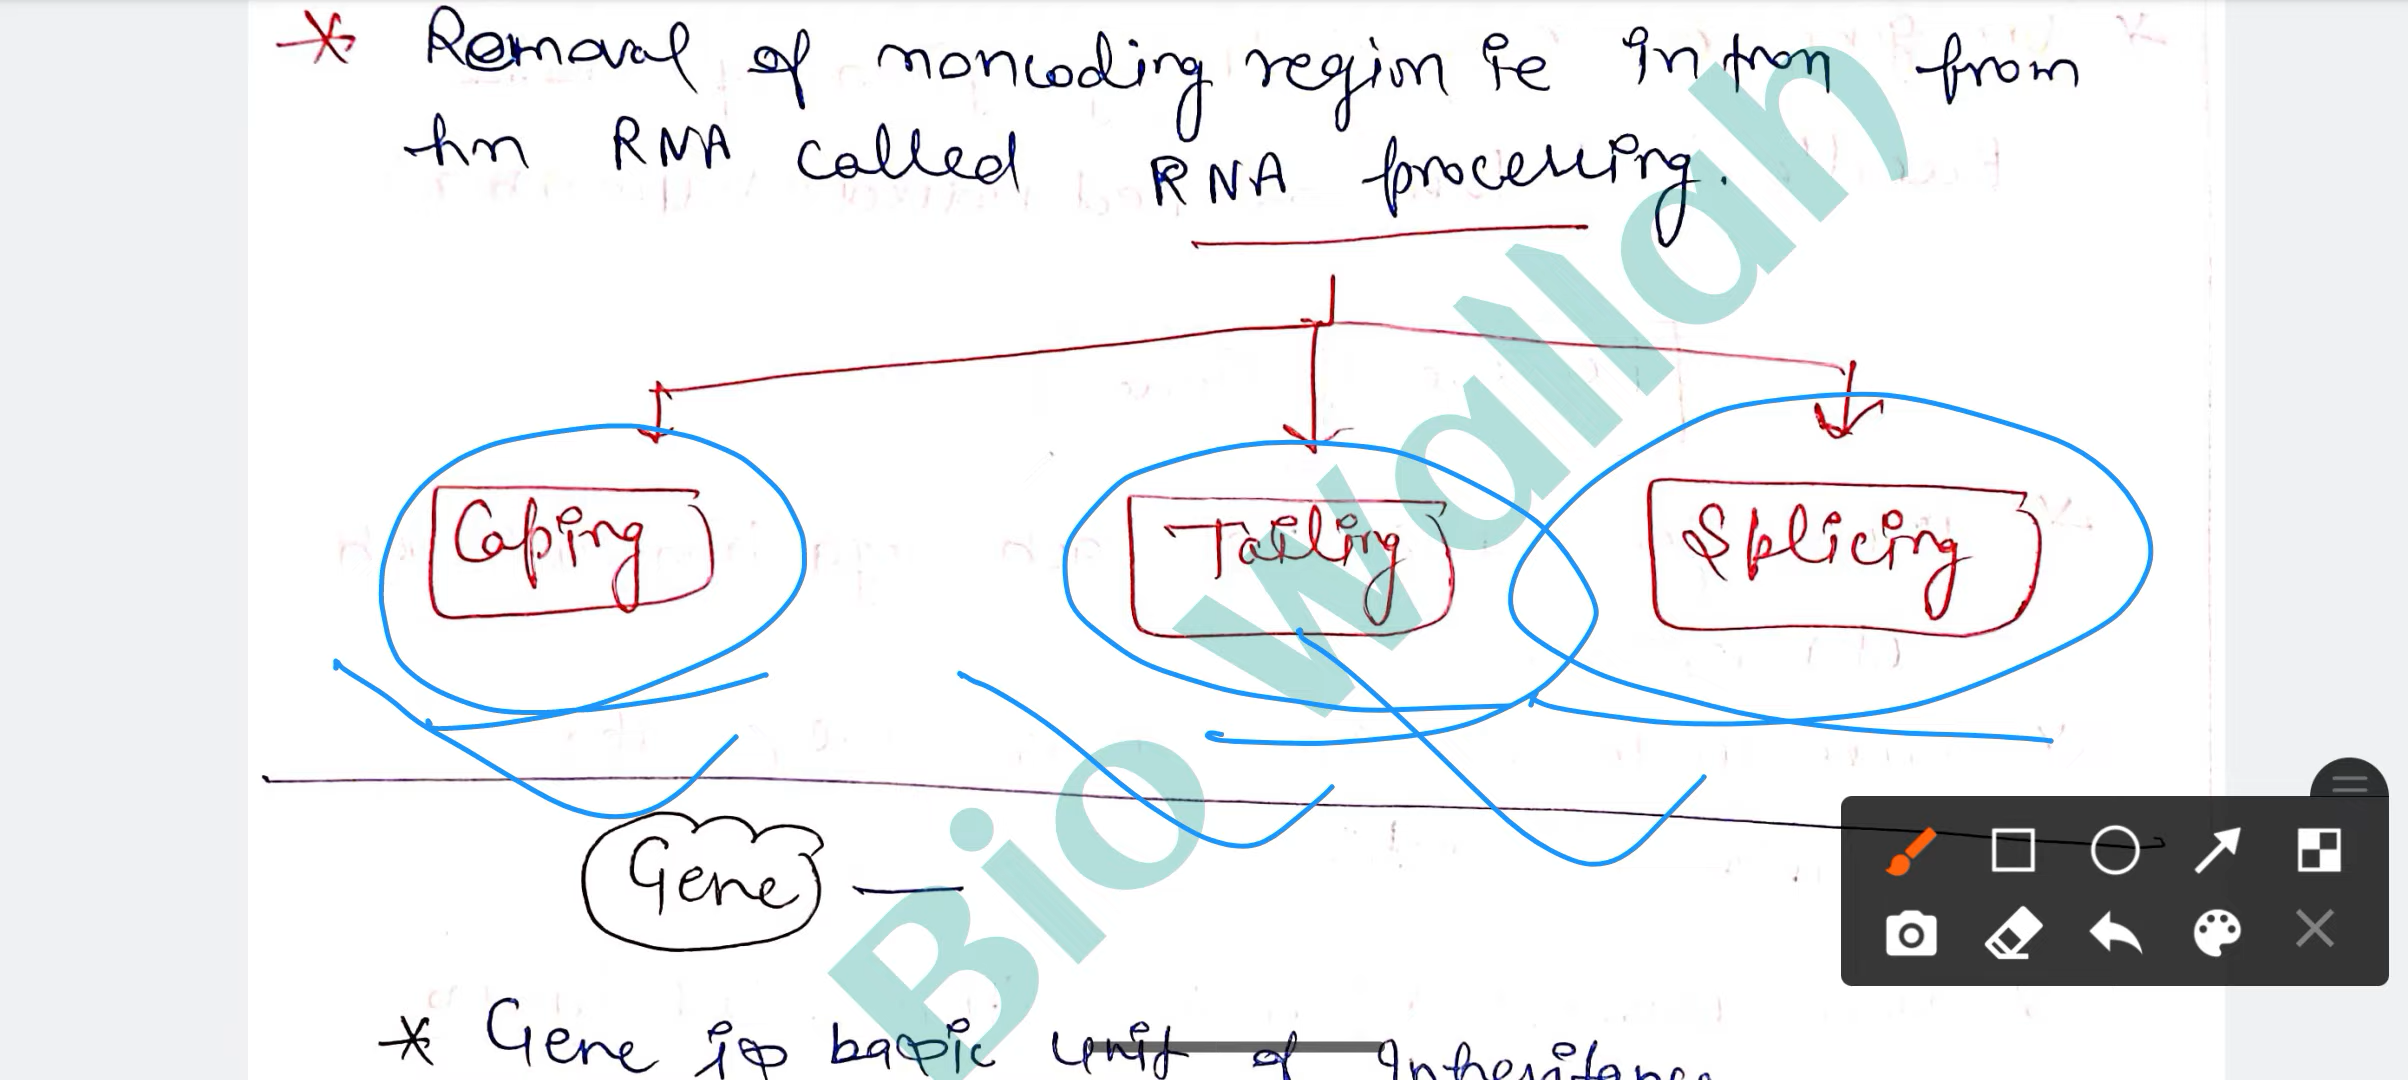 * Removal of noncoding region ie intron from
hn RNA called RNA processing.
Caping Tailing Splicing
Gene —
* Gene is basic unit of Inheritance
Bio Wallah